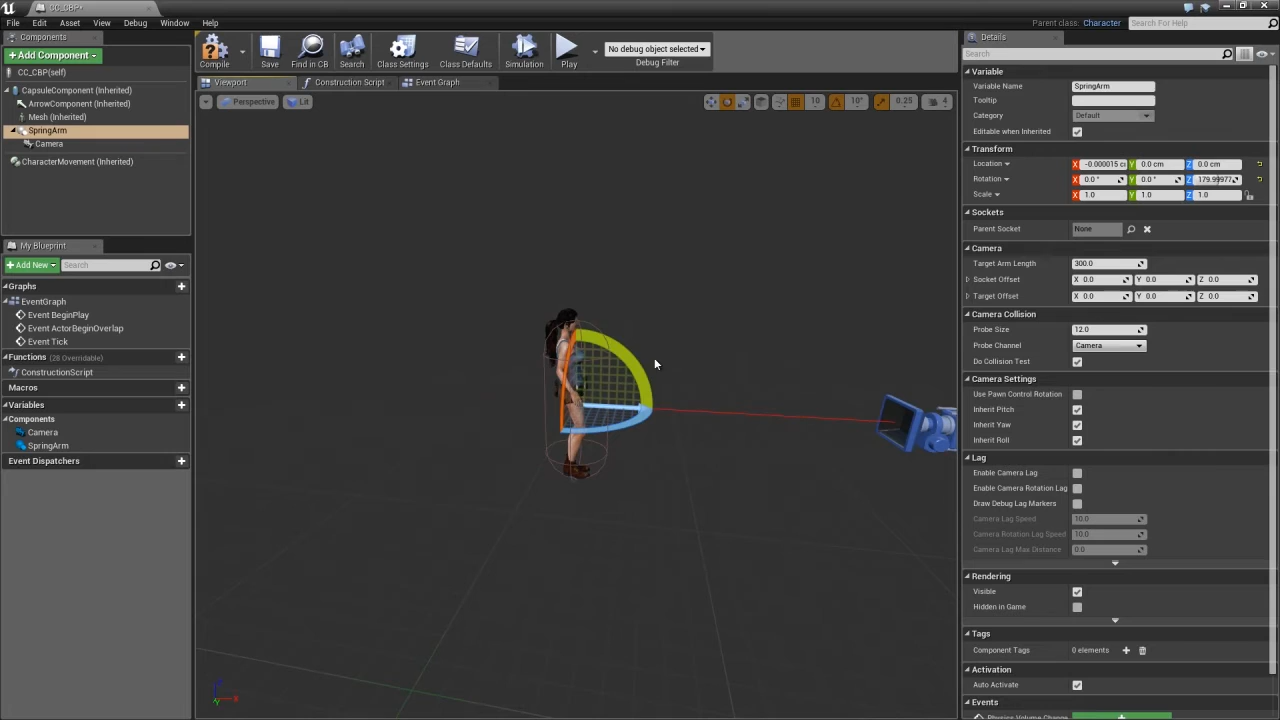 CC_CBP*
File Edit Asset View Debug Window Help
Parent class: Character
Search For Help
Components
+Add Component
CC_CBP(self)
CapsuleComponent (Inherited)
ArrowComponent (Inherited)
Mesh (Inherited)
SpringArm
Camera
CharacterMovement (Inherited)
My Blueprint
+Add New
Search
Graphs
EventGraph
Event BeginPlay
Event ActorBeginOverlap
Event Tick
Functions (28 Overridable)
ConstructionScript
Macros
Variables
Components
Camera
SpringArm
Event Dispatchers
Compile Save Find in CB Search Class Settings Class Defaults Simulation Play
No debug object selected
Debug Filter
Viewport Construction Script Event Graph
Perspective Lit
10 10° 0.25 4
Details
Search
Variable
Variable Name SpringArm
Tooltip
Category Default
Editable when Inherited
Transform
Location X -0.000015 c Y 0.0 cm Z 0.0 cm
Rotation X 0.0 ° Y 0.0 ° Z 179.99977
Scale X 1.0 Y 1.0 Z 1.0
Sockets
Parent Socket None
Camera
Target Arm Length 300.0
Socket Offset X 0.0 Y 0.0 Z 0.0
Target Offset X 0.0 Y 0.0 Z 0.0
Camera Collision
Probe Size 12.0
Probe Channel Camera
Do Collision Test
Camera Settings
Use Pawn Control Rotation
Inherit Pitch
Inherit Yaw
Inherit Roll
Lag
Enable Camera Lag
Enable Camera Rotation Lag
Draw Debug Lag Markers
Camera Lag Speed 10.0
Camera Rotation Lag Speed 10.0
Camera Lag Max Distance 0.0
Rendering
Visible
Hidden in Game
Tags
Component Tags 0 elements
Activation
Auto Activate
Events
Physics Volume Change